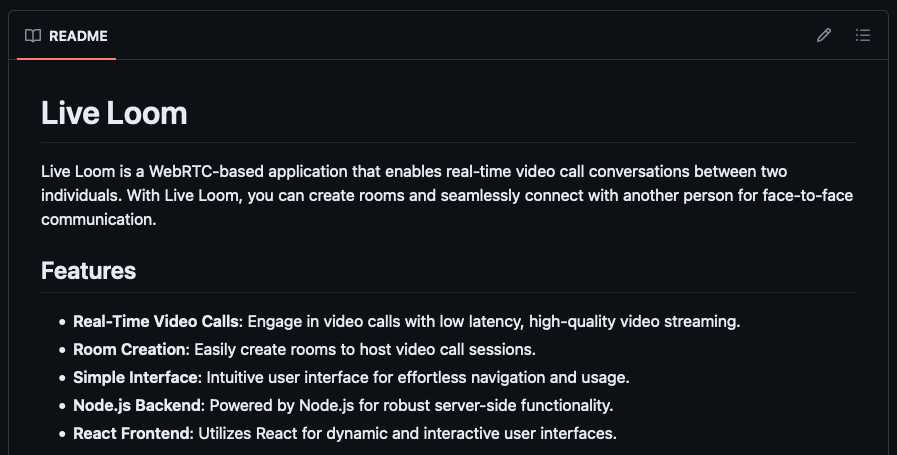 README
Live Loom
Live Loom is a WebRTC-based application that enables real-time video call conversations between two
individuals. With Live Loom, you can create rooms and seamlessly connect with another person for face-to-face
communication.
Features
• Real-Time Video Calls: Engage in video calls with low latency, high-quality video streaming.
• Room Creation: Easily create rooms to host video call sessions.
• Simple Interface: Intuitive user interface for effortless navigation and usage.
• Node.js Backend: Powered by Node.js for robust server-side functionality.
• React Frontend: Utilizes React for dynamic and interactive user interfaces.